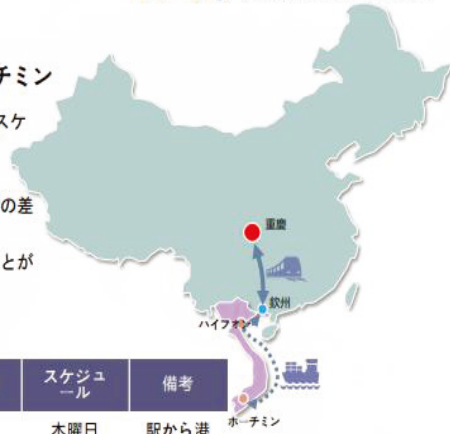 チミン
スケ
の差
とが
重慶
欽州
ハイフォン
スケジュ
ール
備考
ホーチミン
木曜日
駅から港